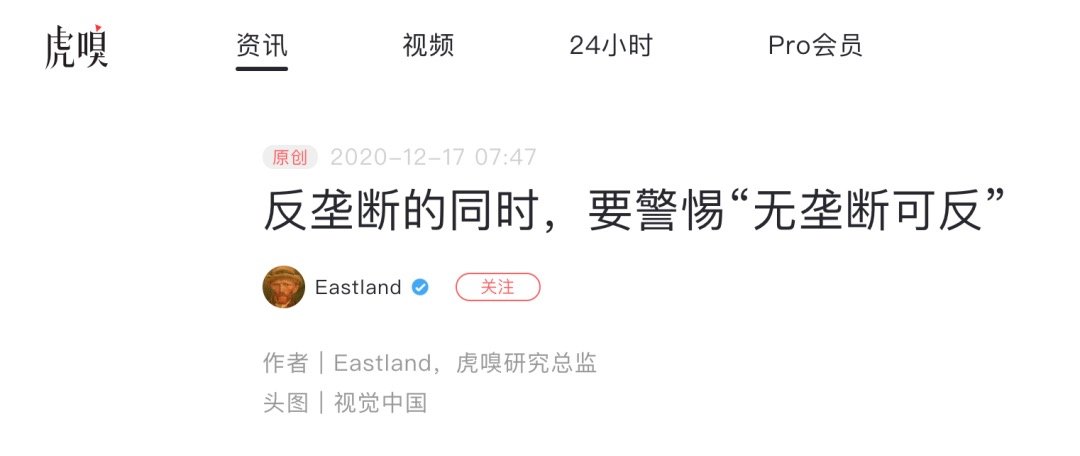 虎嗅 资讯 视频 24小时 Pro会员
原创 2020-12-17 07:47
反垄断的同时，要警惕“无垄断可反”
Eastland 关注
作者｜Eastland，虎嗅研究总监
头图｜视觉中国